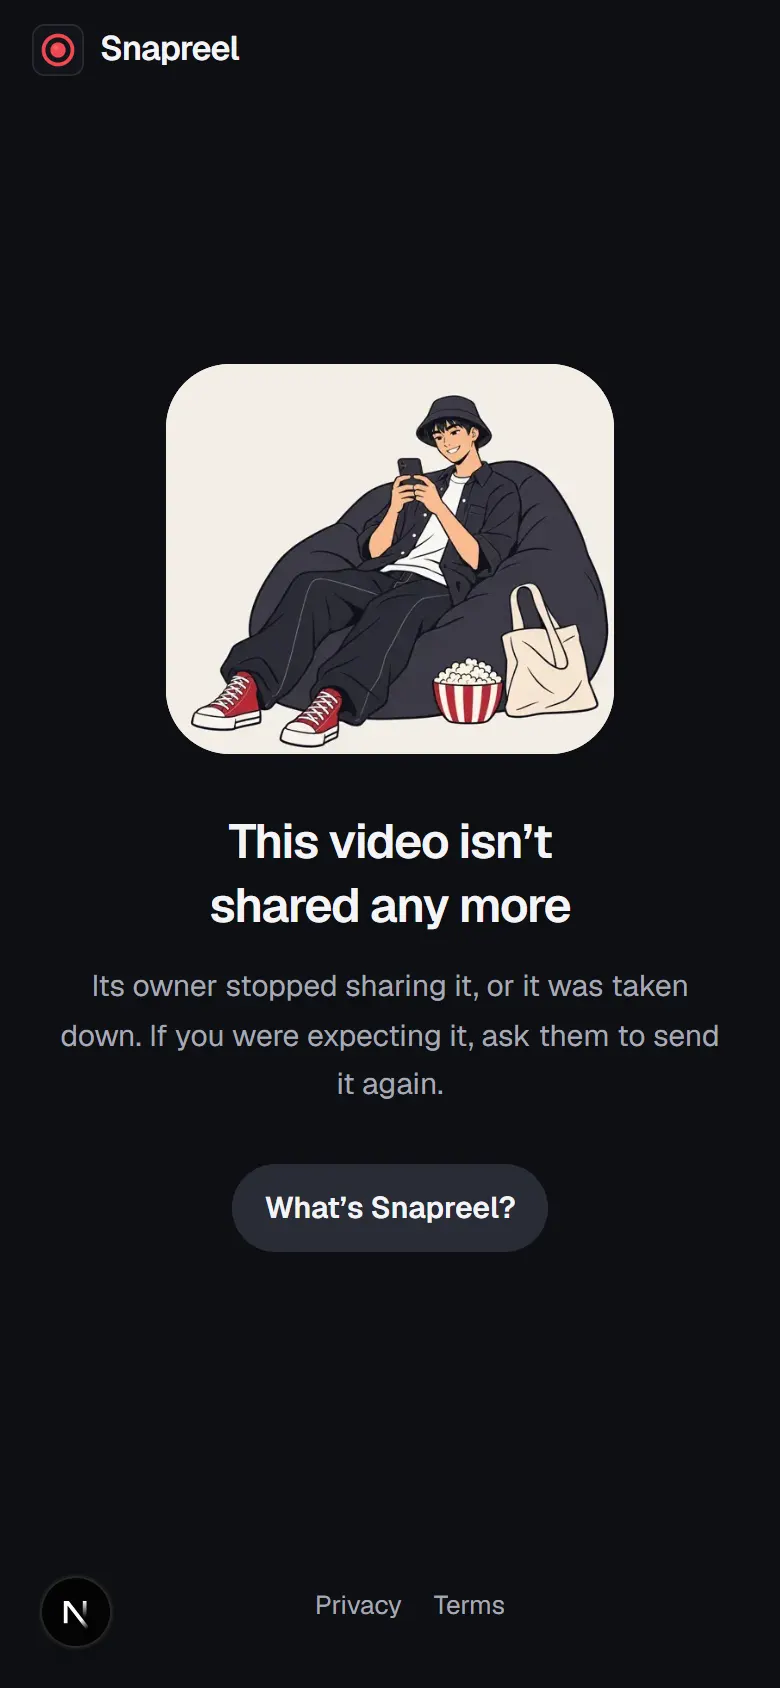 Snapreel
This video isn’t
shared any more
Its owner stopped sharing it, or it was taken
down. If you were expecting it, ask them to send
it again.
What’s Snapreel?
N
Privacy Terms